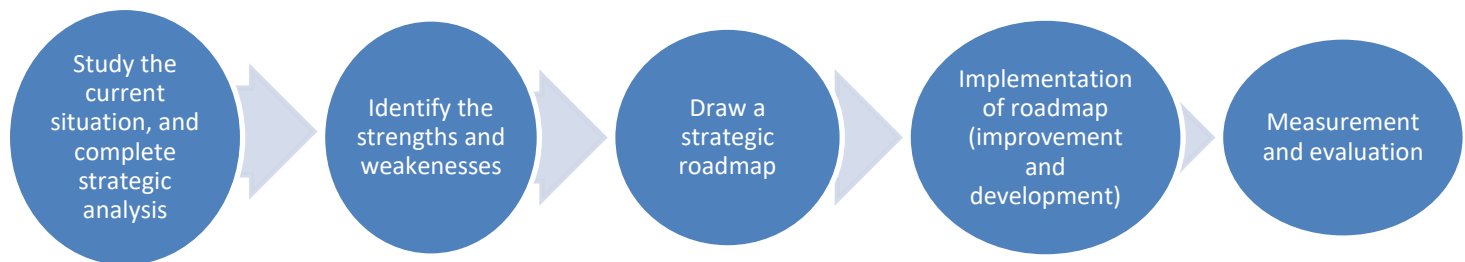 Study the
current
situation, and
complete
strategic
analysis
Identify the
strengths and
weakenesses
Draw a
strategic
roadmap
Implementation
of roadmap
(improvement
and
development)
Measurement
and evaluation